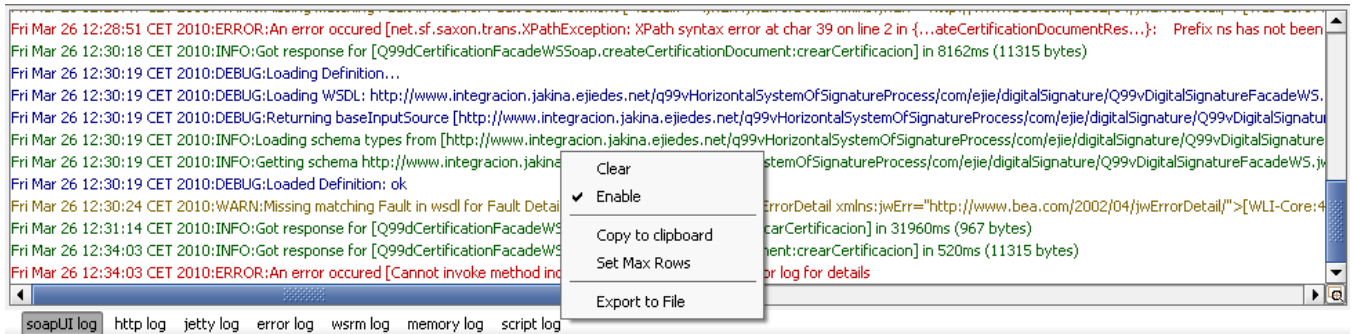 Fri Mar 26 12:28:51 CET 2010:ERROR:An error occured [net.sf.saxon.trans.XPathException: XPath syntax error at char 39 on line 2 in {...ateCertificationDocumentRes...}: Prefix ns has not been
Fri Mar 26 12:30:18 CET 2010:INFO:Got response for [Q99dCertificationFacadeWSSoap.createCertificationDocument:crearCertificacion] in 8162ms (11315 bytes)
Fri Mar 26 12:30:19 CET 2010:DEBUG:Loading Definition...
Fri Mar 26 12:30:19 CET 2010:DEBUG:Loading WSDL: http://www.integracion.jakina.ejiedes.net/q99vHorizontalSystemOfSignatureProcess/com/ejie/digitalSignature/Q99vDigitalSignatureFacadeWS.
Fri Mar 26 12:30:19 CET 2010:DEBUG:Returning baseInputSource [http://www.integracion.jakina.ejiedes.net/q99vHorizontalSystemOfSignatureProcess/com/ejie/digitalSignature/Q99vDigitalSignatur
Fri Mar 26 12:30:19 CET 2010:INFO:Loading schema types from [http://www.integracion.jakina.ejiedes.net/q99vHorizontalSystemOfSignatureProcess/com/ejie/digitalSignature/Q99vDigitalSignature
Fri Mar 26 12:30:19 CET 2010:INFO:Getting schema http://www.integracion.jakina stemOfSignatureProcess/com/ejie/digitalSignature/Q99vDigitalSignatureFacadeWS.jw
Clear
Fri Mar 26 12:30:19 CET 2010:DEBUG:Loaded Definition: ok
Enable
Fri Mar 26 12:30:24 CET 2010:WARN:Missing matching Fault in wsdl for Fault Detai ErrorDetail xmlns:jwErr="http://www.bea.com/2002/04/jwErrorDetail/">[WLI-Core:4
Fri Mar 26 12:31:14 CET 2010:INFO:Got response for [Q99dCertificationFacadeWS carCertificacion] in 31960ms (967 bytes)
Copy to clipboard
Fri Mar 26 12:34:03 CET 2010:INFO:Got response for [Q99dCertificationFacadeWS ent:crearCertificacion] in 520ms (11315 bytes)
Set Max Rows
Fri Mar 26 12:34:03 CET 2010:ERROR:An error occured [Cannot invoke method inc or log for details
Export to File
soapUI log http log jetty log error log wsrm log memory log script log